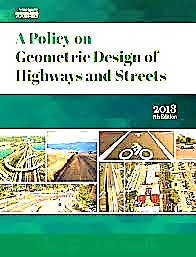 A Policy on
Geometric Design of
Highways and Streets
2018
7th Edition